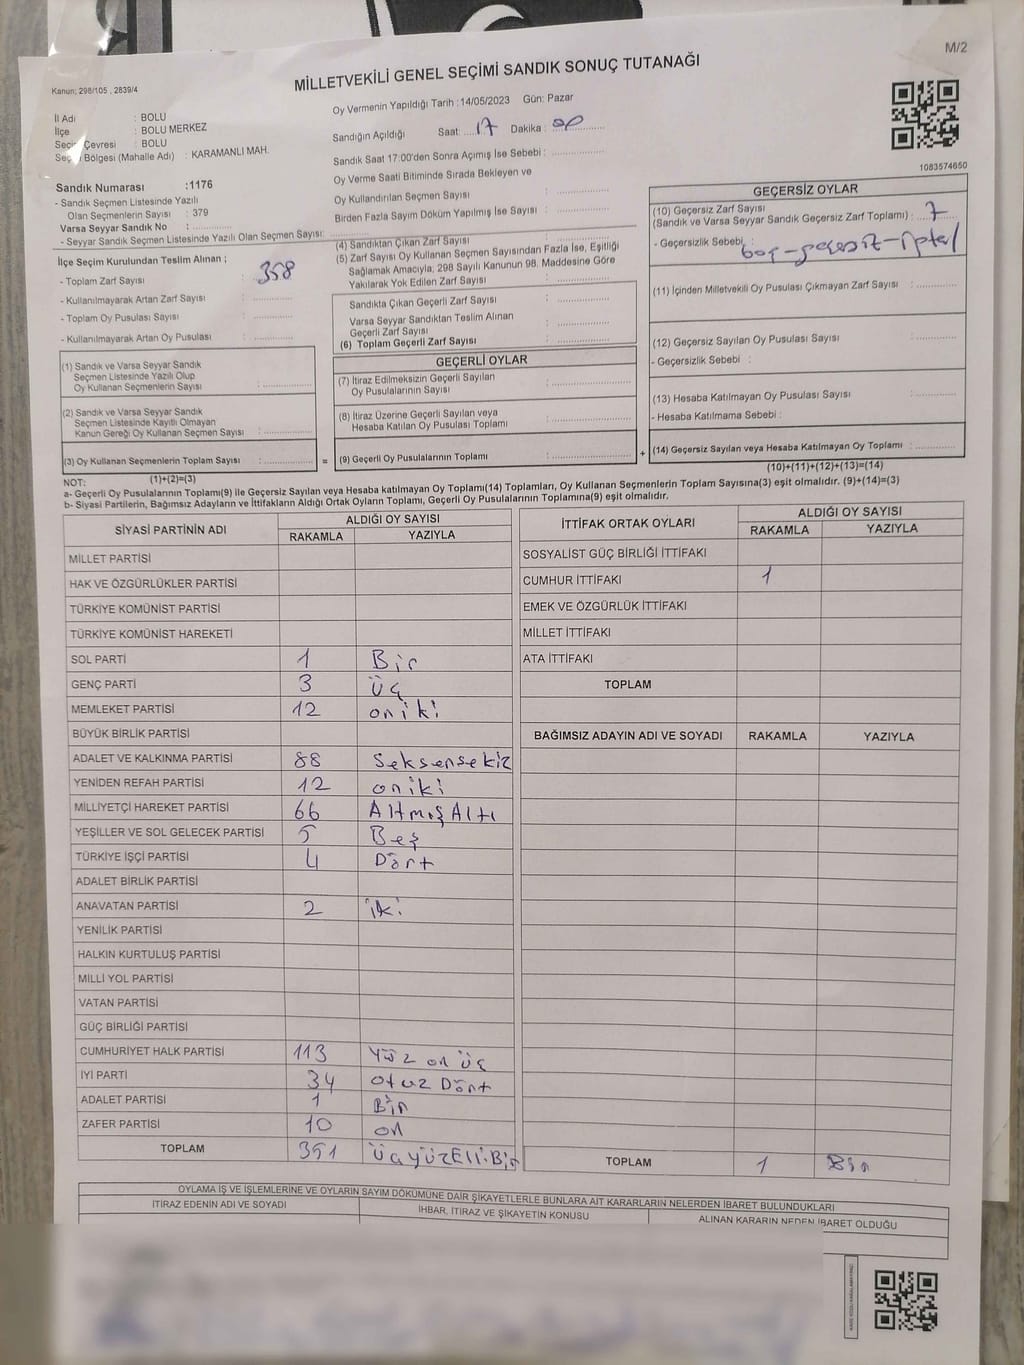 M/2
Kanun; 298/105 , 2839/4
MİLLETVEKİLİ GENEL SEÇİMİ SANDIK SONUÇ TUTANAĞI
İl Adı : BOLU
İlçe : BOLU MERKEZ
Seçim Çevresi : BOLU
Seçim Bölgesi (Mahalle Adı) : KARAMANLI MAH.
Oy Vermenin Yapıldığı Tarih :14/05/2023 Gün: Pazar
Sandığın Açıldığı Saat: 17 Dakika : 00
Sandık Saat 17:00'den Sonra Açımış İse Sebebi :
Oy Verme Saati Bitiminde Sırada Bekleyen ve
Oy Kullandırılan Seçmen Sayısı :
Birden Fazla Sayım Döküm Yapılmış İse Sayısı :
1083574650
Sandık Numarası :1176
- Sandık Seçmen Listesinde Yazılı
Olan Seçmenlerin Sayısı : 379
Varsa Seyyar Sandık No :
- Seyyar Sandık Seçmen Listesinde Yazılı Olan Seçmen Sayısı:
İlçe Seçim Kurulundan Teslim Alınan ;
- Toplam Zarf Sayısı : 358
- Kullanılmayarak Artan Zarf Sayısı :
- Toplam Oy Pusulası Sayısı :
- Kullanılmayarak Artan Oy Pusulası :
(4) Sandıktan Çıkan Zarf Sayısı :
(5) Zarf Sayısı Oy Kullanan Seçmen Sayısından Fazla İse, Eşitliği
Sağlamak Amacıyla, 298 Sayılı Kanunun 98. Maddesine Göre
Yakılarak Yok Edilen Zarf Sayısı :
Sandıkta Çıkan Geçerli Zarf Sayısı :
Varsa Seyyar Sandıktan Teslim Alınan
Geçerli Zarf Sayısı :
(6) Toplam Geçerli Zarf Sayısı :
GEÇERSİZ OYLAR
(10) Geçersiz Zarf Sayısı
(Sandık ve Varsa Seyyar Sandık Geçersiz Zarf Toplamı) : 7
- Geçersizlik Sebebi : boş-geçersiz-iptal
(11) İçinden Milletvekili Oy Pusulası Çıkmayan Zarf Sayısı :
(12) Geçersiz Sayılan Oy Pusulası Sayısı :
- Geçersizlik Sebebi :
(13) Hesaba Katılmayan Oy Pusulası Sayısı :
- Hesaba Katılmama Sebebi :
(14) Geçersiz Sayılan veya Hesaba Katılmayan Oy Toplamı :
(10)+(11)+(12)+(13)=(14)
(1) Sandık ve Varsa Seyyar Sandık
Seçmen Listesinde Yazılı Olup
Oy Kullanan Seçmenlerin Sayısı :
(2) Sandık ve Varsa Seyyar Sandık
Seçmen Listesinde Kayıtlı Olmayan
Kanun Gereği Oy Kullanan Seçmen Sayısı :
(3) Oy Kullanan Seçmenlerin Toplam Sayısı :
(1)+(2)=(3)
GEÇERLİ OYLAR
(7) İtiraz Edilmeksizin Geçerli Sayılan
Oy Pusulalarının Sayısı :
(8) İtiraz Üzerine Geçerli Sayılan veya
Hesaba Katılan Oy Pusulası Toplamı :
= (9) Geçerli Oy Pusulalarının Toplamı : +
NOT:
a- Geçerli Oy Pusulalarının Toplamı(9) ile Geçersiz Sayılan veya Hesaba katılmayan Oy Toplamı(14) Toplamları, Oy Kullanan Seçmenlerin Toplam Sayısına(3) eşit olmalıdır. (9)+(14)=(3)
b- Siyasi Partilerin, Bağımsız Adayların ve İttifakların Aldığı Ortak Oyların Toplamı, Geçerli Oy Pusulalarının Toplamına(9) eşit olmalıdır.
SİYASİ PARTİNİN ADI ALDIĞI OY SAYISI
RAKAMLA YAZIYLA
MİLLET PARTİSİ
HAK VE ÖZGÜRLÜKLER PARTİSİ
TÜRKİYE KOMÜNİST PARTİSİ
TÜRKİYE KOMÜNİST HAREKETİ
SOL PARTİ 1 Bir
GENÇ PARTİ 3 üç
MEMLEKET PARTİSİ 12 oniki
BÜYÜK BİRLİK PARTİSİ
ADALET VE KALKINMA PARTİSİ 88 Seksensekiz
YENİDEN REFAH PARTİSİ 12 oniki
MİLLİYETÇİ HAREKET PARTİSİ 66 AltmışAltı
YEŞİLLER VE SOL GELECEK PARTİSİ 5 Beş
TÜRKİYE İŞÇİ PARTİSİ 4 Dört
ADALET BİRLİK PARTİSİ
ANAVATAN PARTİSİ 2 iki
YENİLİK PARTİSİ
HALKIN KURTULUŞ PARTİSİ
MİLLİ YOL PARTİSİ
VATAN PARTİSİ
GÜÇ BİRLİĞİ PARTİSİ
CUMHURİYET HALK PARTİSİ 113 Yüz on üç
İYİ PARTİ 34 otuz Dört
ADALET PARTİSİ 1 Bir
ZAFER PARTİSİ 10 on
TOPLAM 351 üçyüzElliBir
İTTİFAK ORTAK OYLARI ALDIĞI OY SAYISI
RAKAMLA YAZIYLA
SOSYALİST GÜÇ BİRLİĞİ İTTİFAKI
CUMHUR İTTİFAKI 1
EMEK VE ÖZGÜRLÜK İTTİFAKI
MİLLET İTTİFAKI
ATA İTTİFAKI
TOPLAM
BAĞIMSIZ ADAYIN ADI VE SOYADI RAKAMLA YAZIYLA
TOPLAM 1 Bir
OYLAMA İŞ VE İŞLEMLERİNE VE OYLARIN SAYIM DÖKÜMÜNE DAİR ŞİKAYETLERLE BUNLARA AİT KARARLARIN NELERDEN İBARET BULUNDUKLARI
İTİRAZ EDENİN ADI VE SOYADI İHBAR, İTİRAZ VE ŞİKAYETİN KONUSU ALINAN KARARIN NEDEN İBARET OLDUĞU